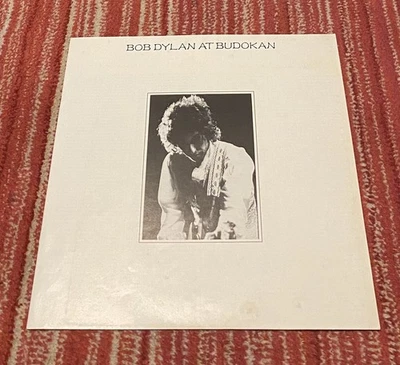 BOB DYLAN AT BUDOKAN